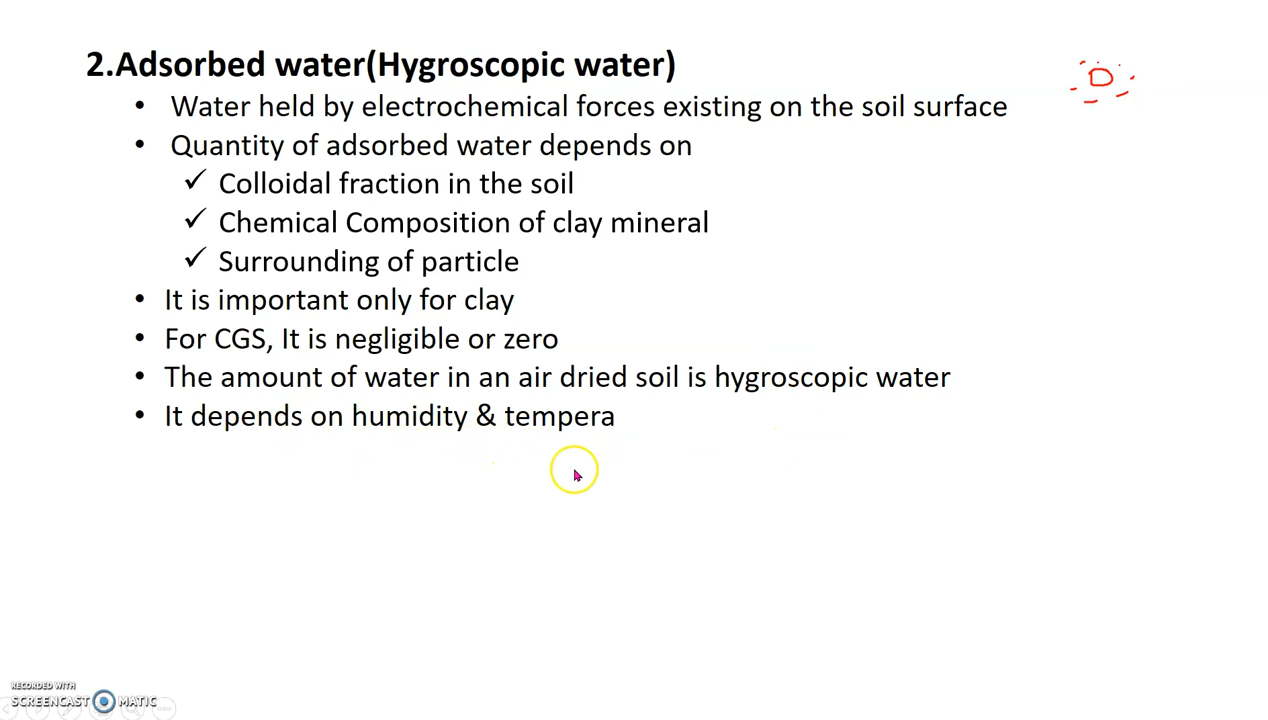 2.Adsorbed water(Hygroscopic water)
• Water held by electrochemical forces existing on the soil surface
• Quantity of adsorbed water depends on
✓ Colloidal fraction in the soil
✓ Chemical Composition of clay mineral
✓ Surrounding of particle
• It is important only for clay
• For CGS, It is negligible or zero
• The amount of water in an air dried soil is hygroscopic water
• It depends on humidity & tempera
RECORDED WITH
SCREENCAST MATIC